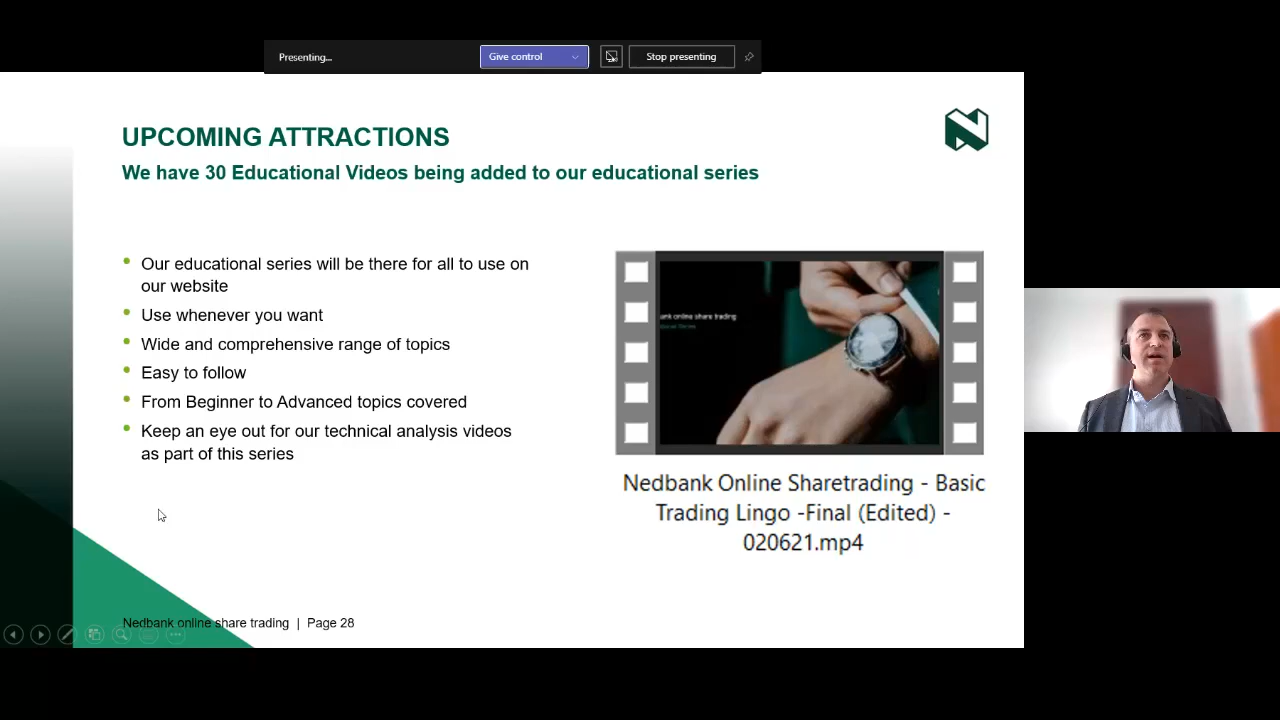 Presenting...
Give control
Stop presenting
UPCOMING ATTRACTIONS
We have 30 Educational Videos being added to our educational series
Our educational series will be there for all to use on
our website
Use whenever you want
Wide and comprehensive range of topics
Easy to follow
From Beginner to Advanced topics covered
Keep an eye out for our technical analysis videos
as part of this series
ank online share trading
Nedbank Online Sharetrading - Basic
Trading Lingo -Final (Edited) -
020621.mp4
Nedbank online share trading | Page 28